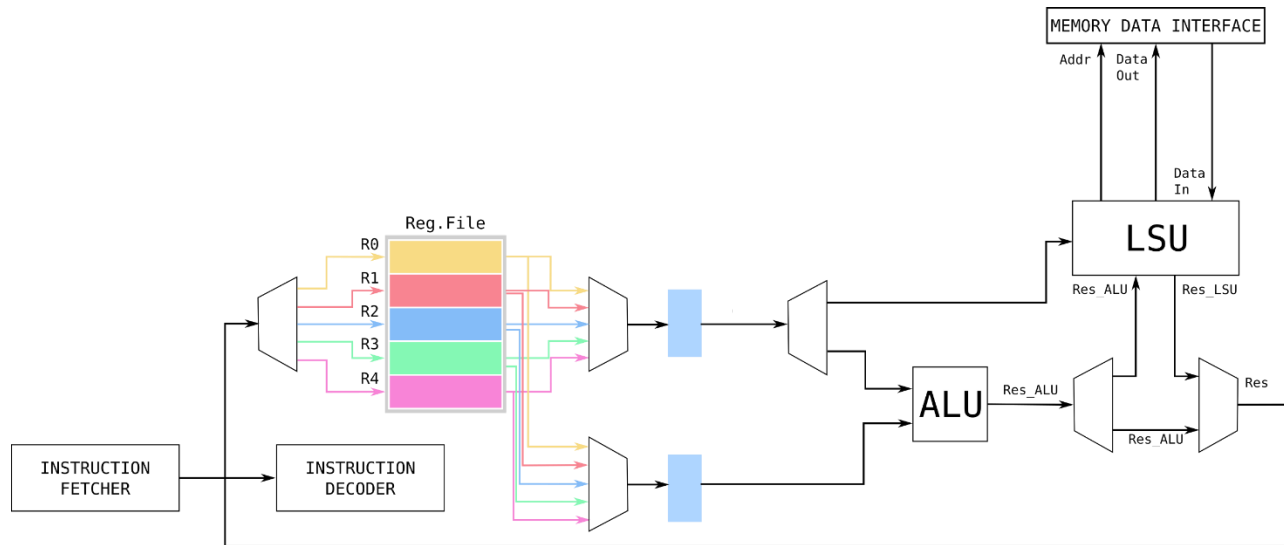 MEMORY DATA INTERFACE
Addr
Data
Out
Data
In
LSU
Reg.File
R0
R1
R2
R3
R4
Res_ALU
Res_LSU
ALU
Res_ALU
Res
Res_ALU
INSTRUCTION
FETCHER
INSTRUCTION
DECODER